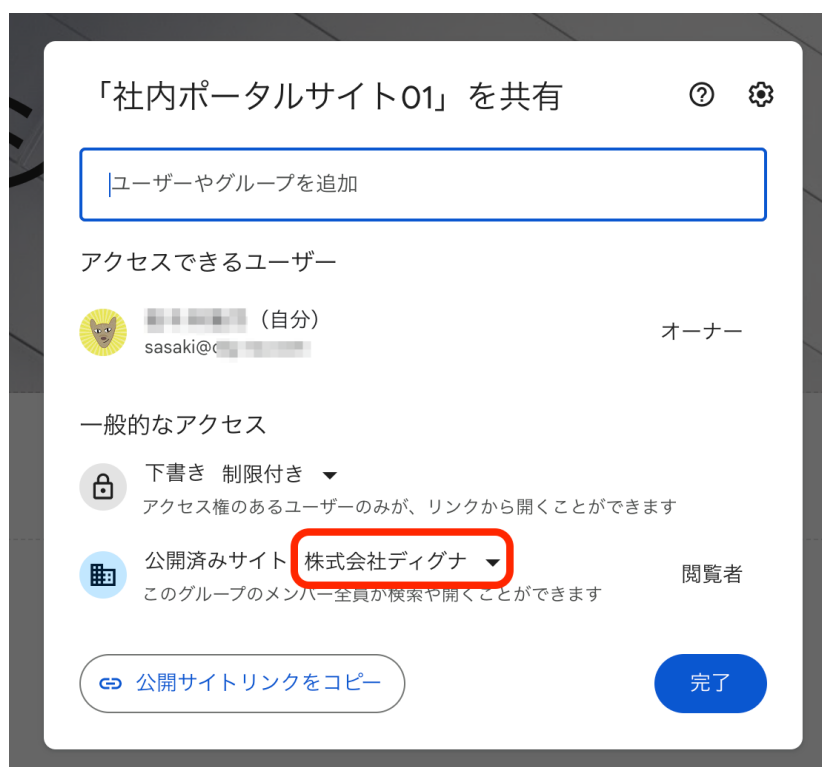 「社内ポータルサイト01」を共有
ユーザーやグループを追加
アクセスできるユーザー
（自分）
sasaki@
オーナー
一般的なアクセス
下書き 制限付き
アクセス権のあるユーザーのみが、リンクから開くことができます
公開済みサイト 株式会社ディグナ
このグループのメンバー全員が検索や開くことができます
閲覧者
公開サイトリンクをコピー
完了